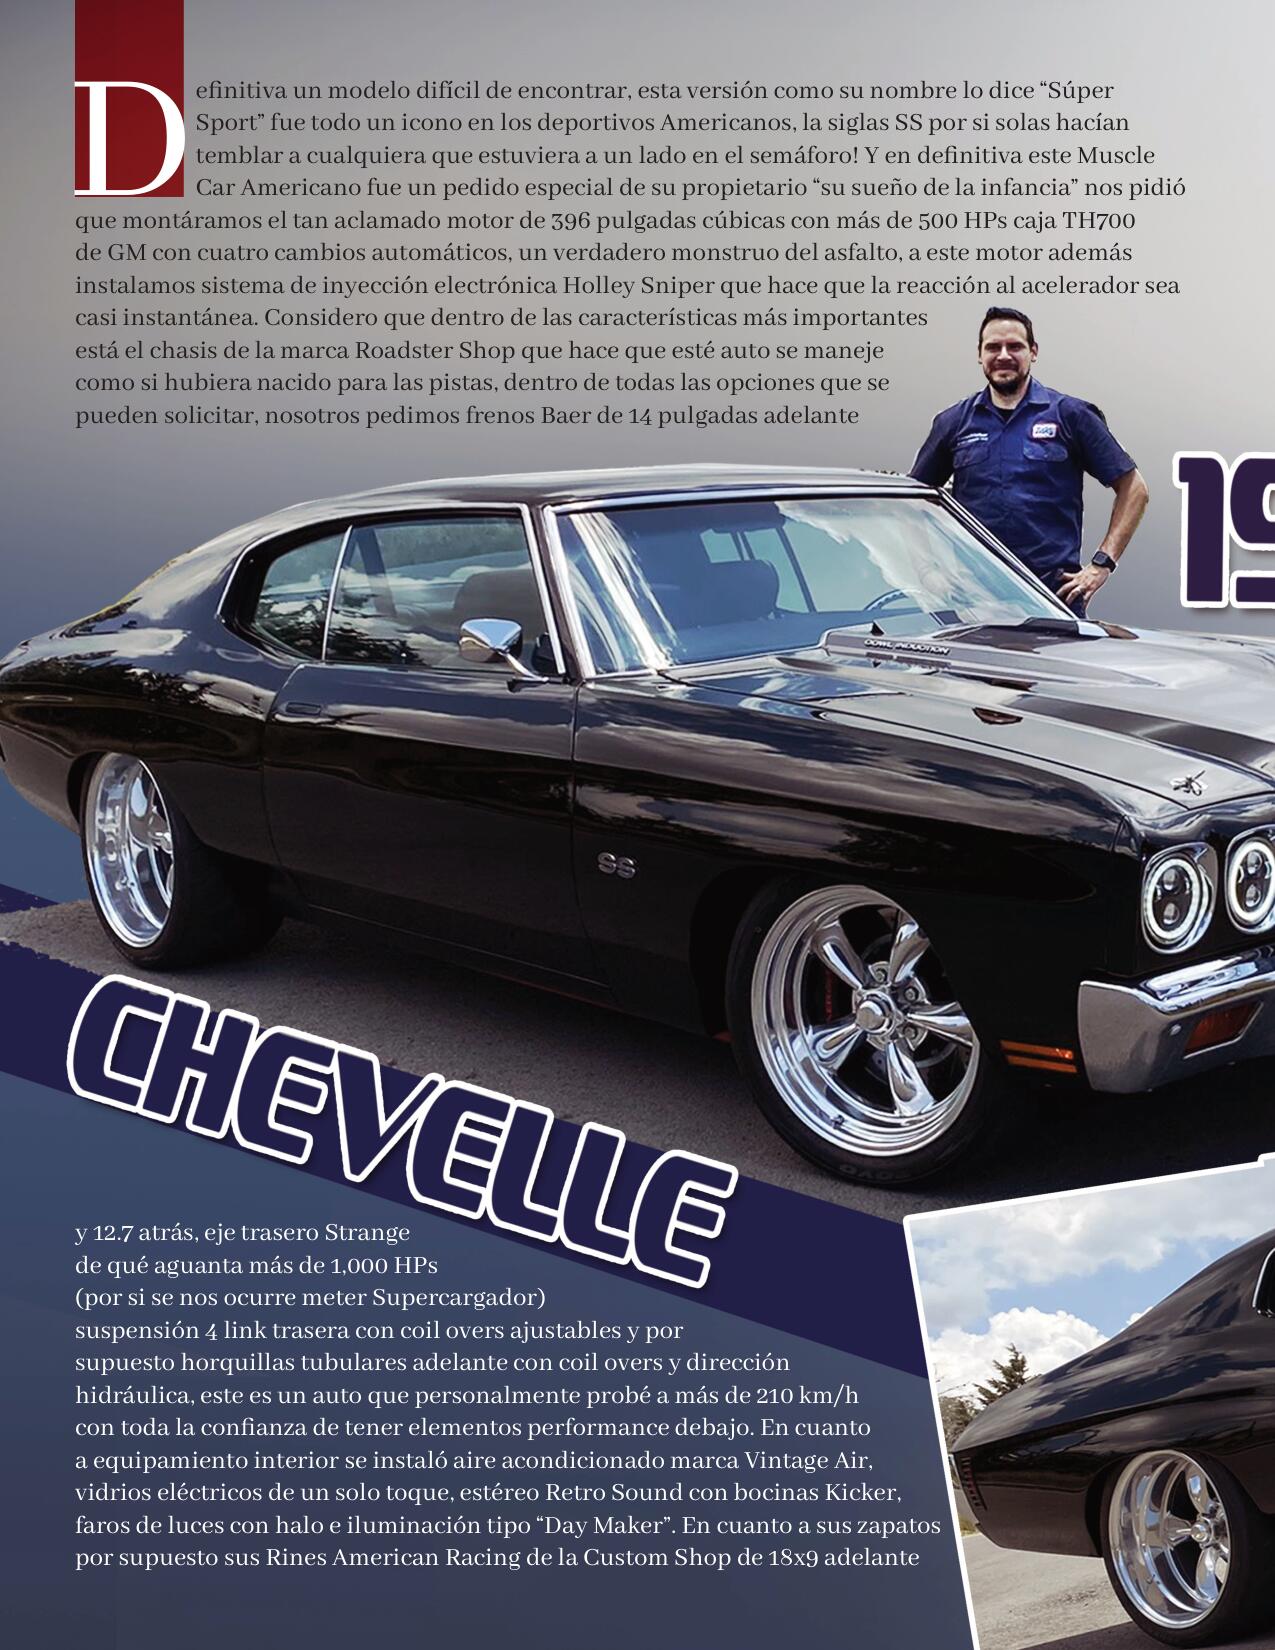 Definitiva un modelo difícil de encontrar, esta versión como su nombre lo dice “Súper
Sport” fue todo un icono en los deportivos Americanos, la siglas SS por si solas hacían
temblar a cualquiera que estuviera a un lado en el semáforo! Y en definitiva este Muscle
Car Americano fue un pedido especial de su propietario “su sueño de la infancia” nos pidió
que montáramos el tan aclamado motor de 396 pulgadas cúbicas con más de 500 HPs caja TH700
de GM con cuatro cambios automáticos, un verdadero monstruo del asfalto, a este motor además
instalamos sistema de inyección electrónica Holley Sniper que hace que la reacción al acelerador sea
casi instantánea. Considero que dentro de las características más importantes
está el chasis de la marca Roadster Shop que hace que esté auto se maneje
como si hubiera nacido para las pistas, dentro de todas las opciones que se
pueden solicitar, nosotros pedimos frenos Baer de 14 pulgadas adelante
19
COWL INDUCTION
SS
CHEVELLE
y 12.7 atrás, eje trasero Strange
de qué aguanta más de 1,000 HPs
(por si se nos ocurre meter Supercargador)
suspensión 4 link trasera con coil overs ajustables y por
supuesto horquillas tubulares adelante con coil overs y dirección
hidráulica, este es un auto que personalmente probé a más de 210 km/h
con toda la confianza de tener elementos performance debajo. En cuanto
a equipamiento interior se instaló aire acondicionado marca Vintage Air,
vidrios eléctricos de un solo toque, estéreo Retro Sound con bocinas Kicker,
faros de luces con halo e iluminación tipo “Day Maker”. En cuanto a sus zapatos
por supuesto sus Rines American Racing de la Custom Shop de 18x9 adelante